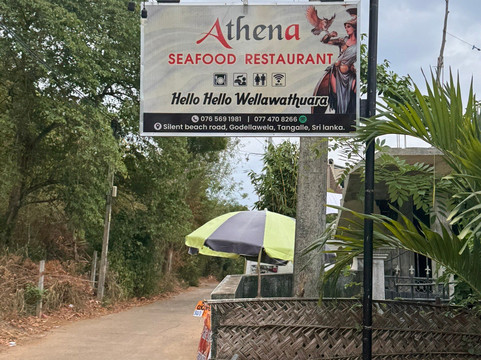 Athena
SEAFOOD RESTAURANT
Hello Hello Wellawathuara
076 569 1981 | 077 470 8266
Silent beach road, Godellawela, Tangalle, Sri lanka.